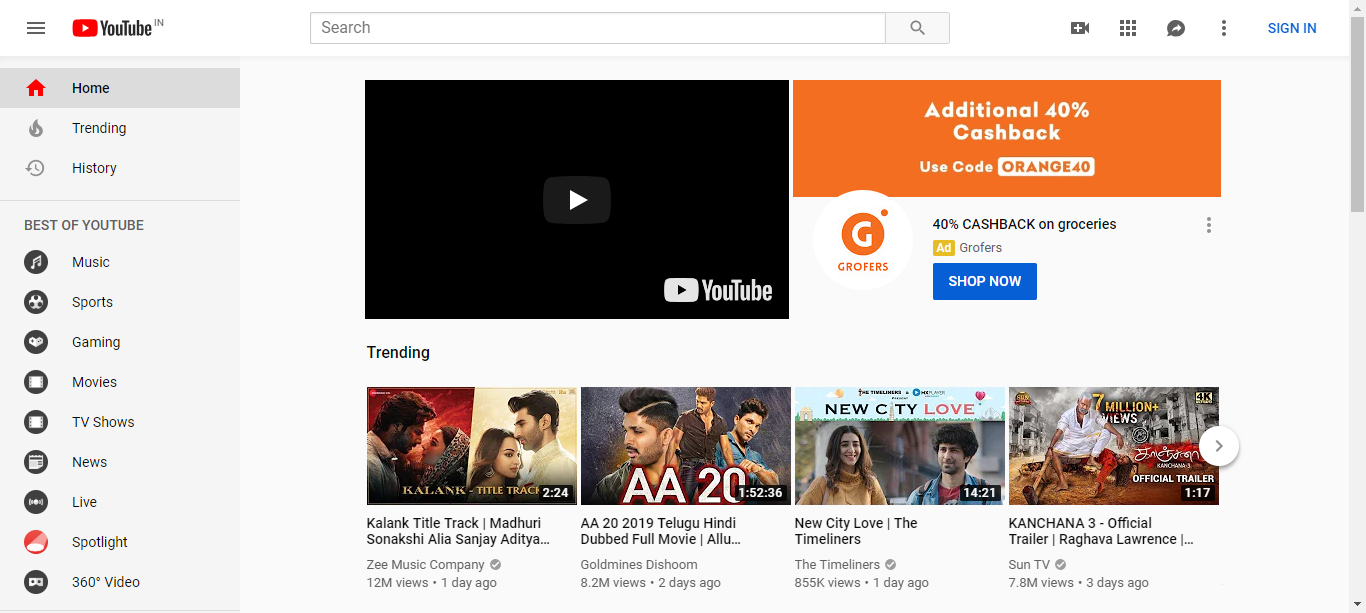 YouTube IN
Search
SIGN IN
Home
Trending
History
BEST OF YOUTUBE
Music
Sports
Gaming
Movies
TV Shows
News
Live
Spotlight
360° Video
YouTube
Additional 40%
Cashback
Use Code ORANGE40
G
GROFERS
40% CASHBACK on groceries
Ad Grofers
SHOP NOW
Trending
KALANK - TITLE TRACK
2:24
Kalank Title Track | Madhuri
Sonakshi Alia Sanjay Aditya...
Zee Music Company
12M views • 1 day ago
AA 20
1:52:36
AA 20 2019 Telugu Hindi
Dubbed Full Movie | Allu...
Goldmines Dishoom
8.2M views • 2 days ago
THE TIMELINERS & MXPLAYER
NEW CITY LOVE
14:21
New City Love | The
Timeliners
The Timeliners
855K views • 1 day ago
SUN
7 MILLION+
VIEWS
4K
காஞ்சனா
KANCHANA-3
OFFICIAL TRAILER
1:17
KANCHANA 3 - Official
Trailer | Raghava Lawrence |...
Sun TV
7.8M views • 3 days ago